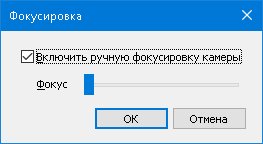 Фокусировка
Включить ручную фокусировку камеры
Фокус
ОК
Отмена